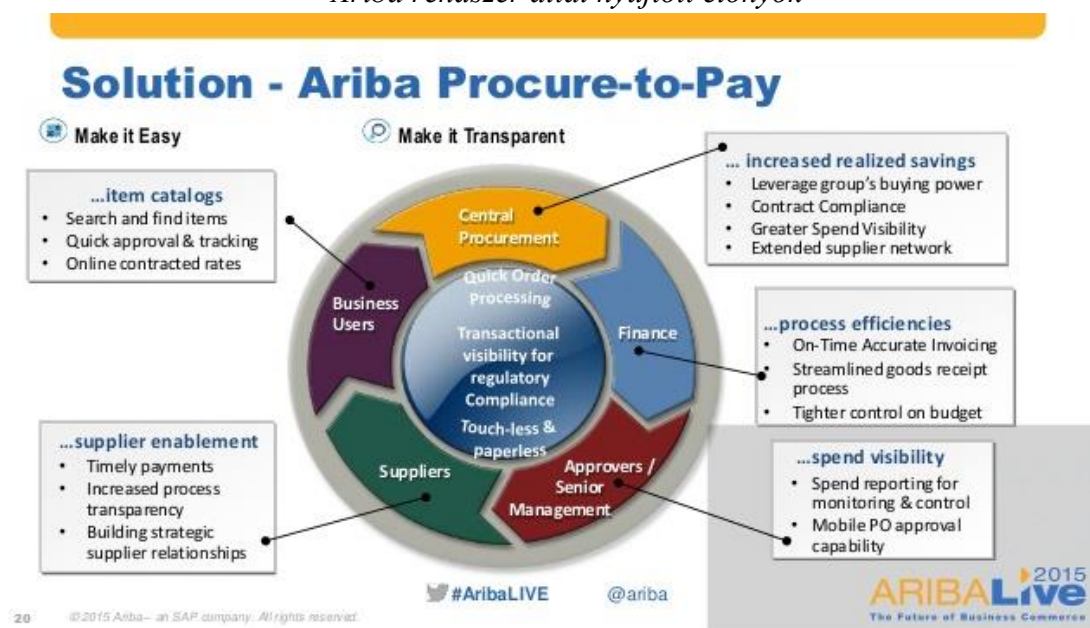 Ariba rendszer által nyújtott előnyök
Solution - Ariba Procure-to-Pay
Make it Easy
Make it Transparent
...item catalogs
• Search and find items
• Quick approval & tracking
• Online contracted rates
... increased realized savings
• Leverage group's buying power
• Contract Compliance
• Greater Spend Visibility
• Extended supplier network
Central
Procurement
Business
Users
Finance
Quick Order
Processing
Transactional
visibility for
regulatory
Compliance
Touch-less &
paperless
...process efficiencies
• On-Time Accurate Invoicing
• Streamlined goods receipt
process
• Tighter control on budget
...supplier enablement
• Timely payments
• Increased process
transparency
• Building strategic
supplier relationships
Suppliers
Approvers /
Senior
Management
...spend visibility
• Spend reporting for
monitoring & control
• Mobile PO approval
capability
#AribaLIVE
@ariba
2015
ARIBALive
The Future of Business Commerce
20
© 2015 Ariba – an SAP company. All rights reserved.